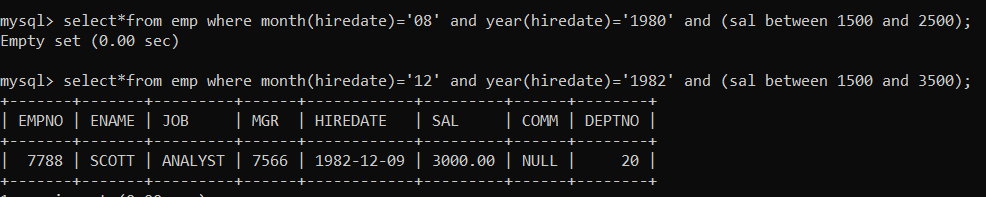 mysql> select*from emp where month(hiredate)='08' and year(hiredate)='1980' and (sal between 1500 and 2500);
Empty set (0.00 sec)
mysql> select*from emp where month(hiredate)='12' and year(hiredate)='1982' and (sal between 1500 and 3500);
+-------+-------+---------+------+------------+---------+------+--------+
| EMPNO | ENAME | JOB     | MGR  | HIREDATE   | SAL     | COMM | DEPTNO |
+-------+-------+---------+------+------------+---------+------+--------+
|  7788 | SCOTT | ANALYST | 7566 | 1982-12-09 | 3000.00 | NULL |     20 |
+-------+-------+---------+------+------------+---------+------+--------+